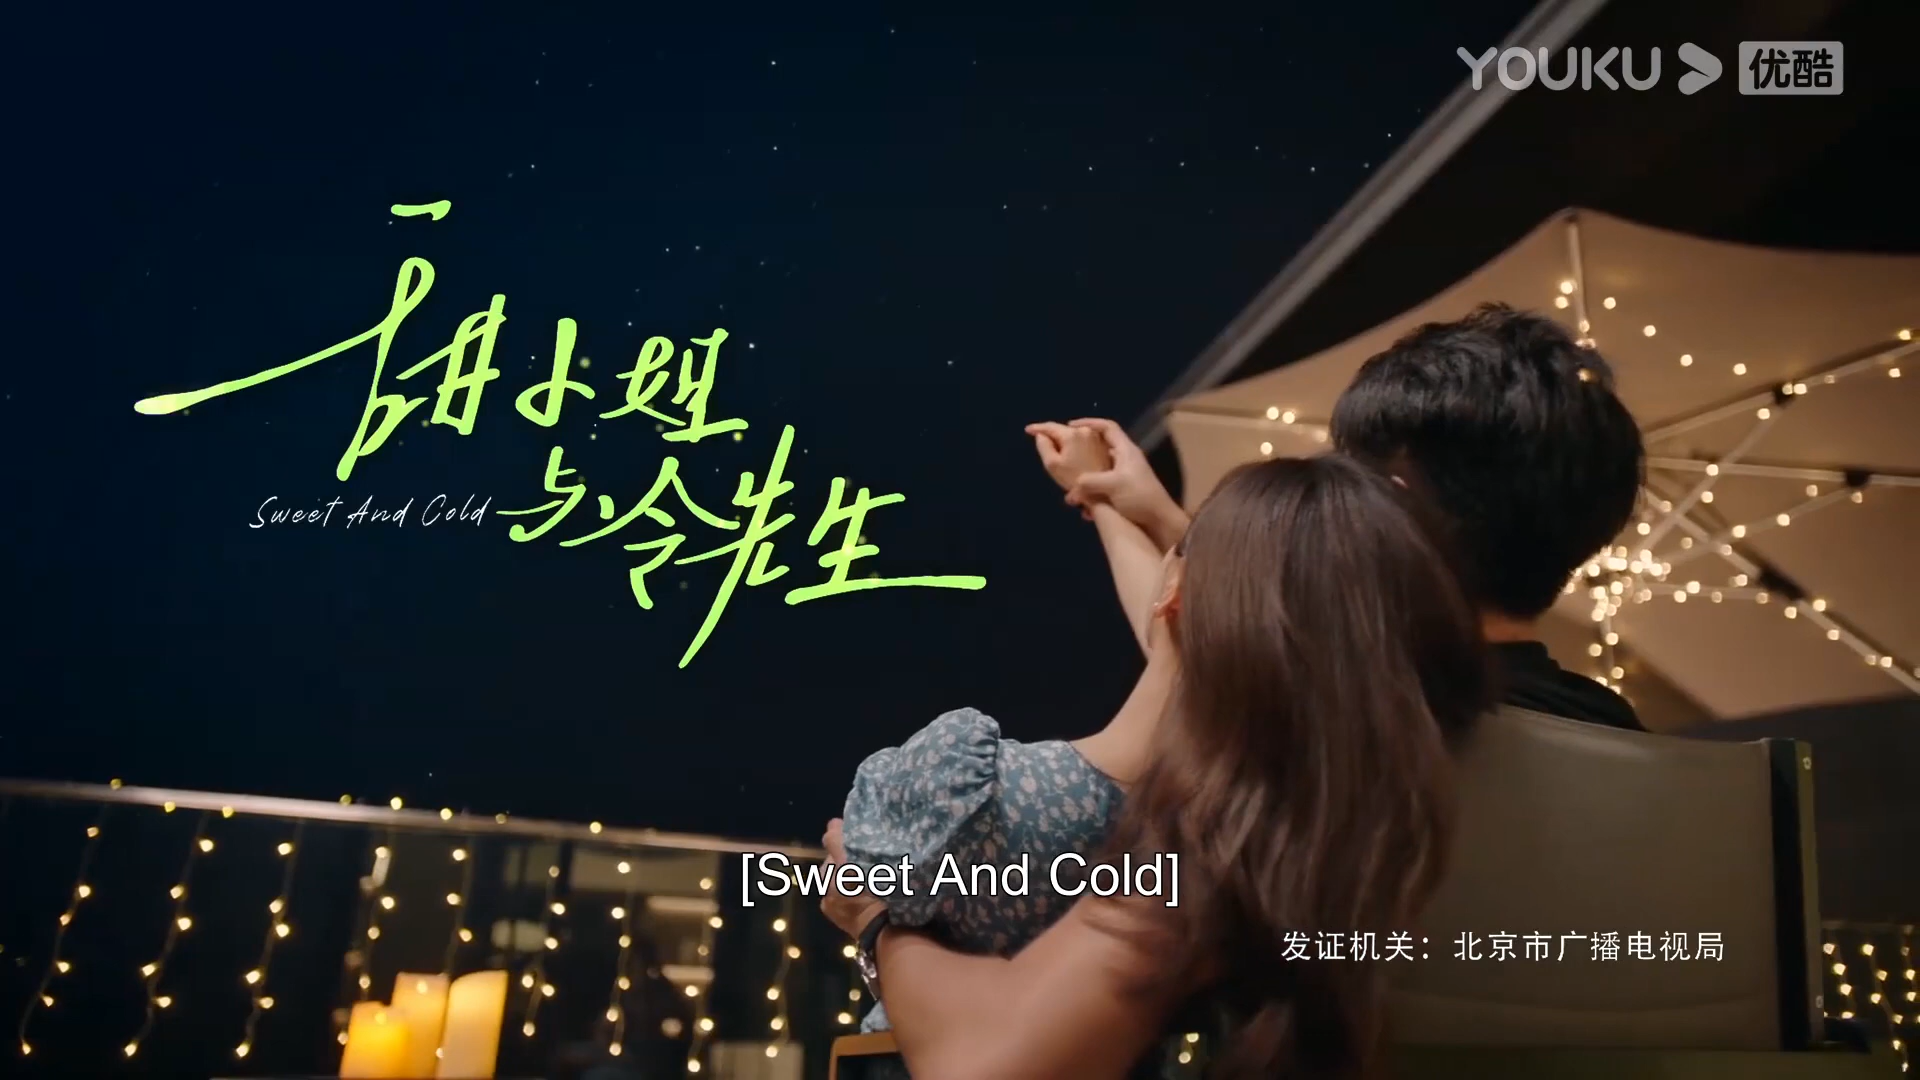 YOUKU 优酷
甜小姐
与冷先生
Sweet And Cold
[Sweet And Cold]
发证机关：北京市广播电视局